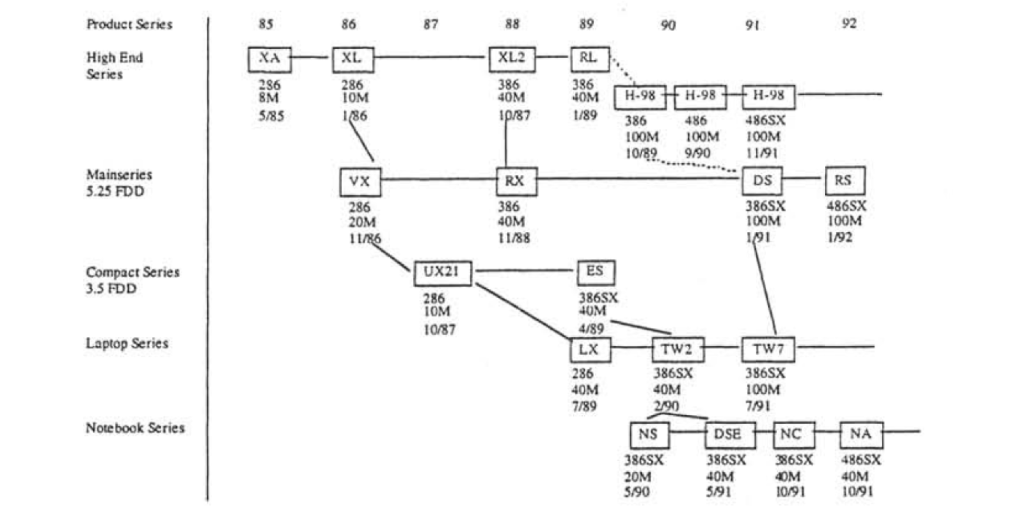 Product Series 85 86 87 88 89 90 91 92
High End
Series
XA XL XL2 RL
286 286 386 386
8M 10M 40M 40M
5/85 1/86 10/87 1/89
H-98 H-98 H-98
386 486 486SX
100M 100M 100M
10/89 9/90 11/91
Mainseries
5.25 FDD
VX RX DS RS
286 386 386SX 486SX
20M 40M 100M 100M
11/86 11/88 1/91 1/92
Compact Series
3.5 FDD
UX21 ES
286 386SX
10M 40M
10/87 4/89
Laptop Series
LX TW2 TW7
286 386SX 386SX
40M 40M 100M
7/89 2/90 7/91
Notebook Series
NS DSE NC NA
386SX 386SX 386SX 486SX
20M 40M 40M 40M
5/90 5/91 10/91 10/91